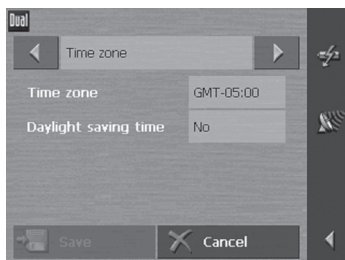 Dual
Time zone
Time zone GMT-05:00
Daylight saving time No
Save Cancel